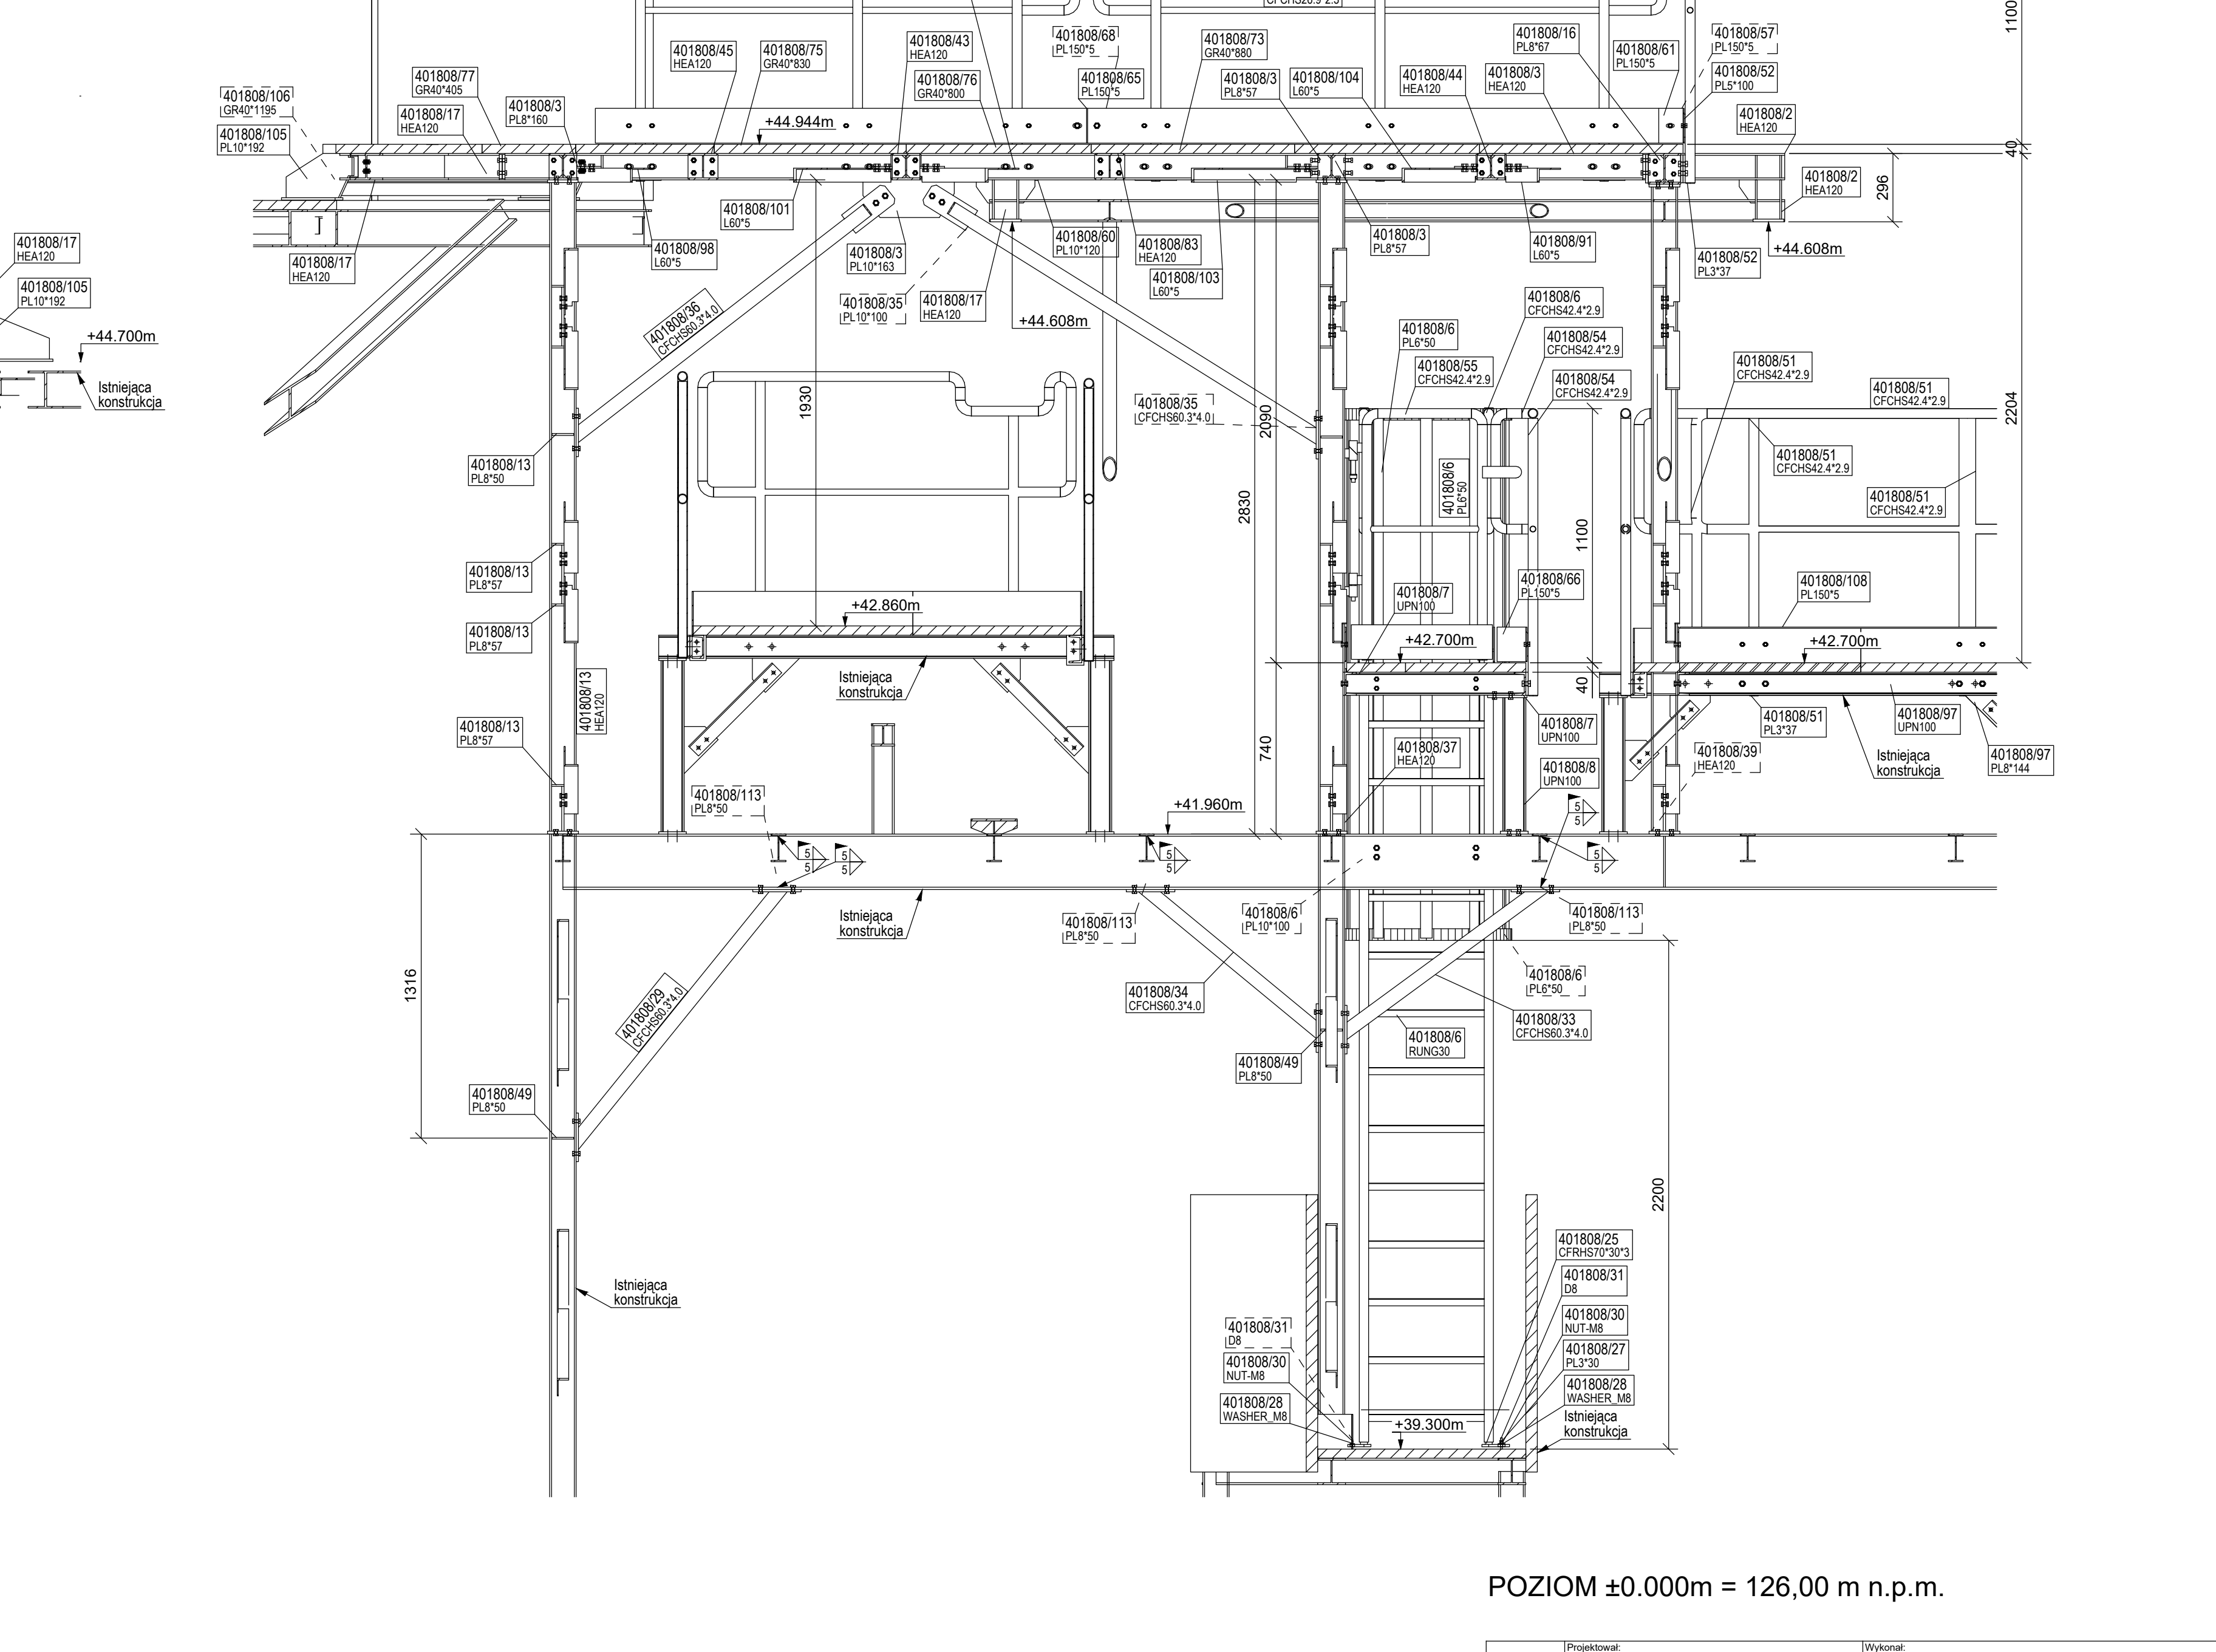 CFCHS26.9*2.3
1100
401808/68
PL150*5
401808/16
PL8*67
401808/57
PL150*5
401808/43
HEA120
401808/73
GR40*880
401808/45
HEA120
401808/75
GR40*830
401808/61
PL150*5
401808/77
GR40*405
401808/76
GR40*800
401808/65
PL150*5
401808/3
PL8*57
401808/104
L60*5
401808/44
HEA120
401808/3
HEA120
401808/52
PL5*100
401808/106
GR40*1195
401808/17
HEA120
401808/3
PL8*160
+44.944m
401808/2
HEA120
401808/105
PL10*192
40
401808/2
HEA120
296
401808/101
L60*5
401808/17
HEA120
401808/17
HEA120
401808/98
L60*5
401808/3
PL10*163
401808/60
PL10*120
401808/83
HEA120
401808/3
PL8*57
401808/91
L60*5
+44.608m
401808/52
PL3*37
401808/103
L60*5
401808/105
PL10*192
401808/36
CFCHS60.3*4.0
401808/35
PL10*100
401808/17
HEA120
+44.608m
401808/6
CFCHS42.4*2.9
+44.700m
401808/6
PL6*50
401808/54
CFCHS42.4*2.9
Istniejąca
konstrukcja
401808/55
CFCHS42.4*2.9
401808/54
CFCHS42.4*2.9
401808/51
CFCHS42.4*2.9
401808/51
CFCHS42.4*2.9
1930
401808/35
CFCHS60.3*4.0
2090
2204
401808/13
PL8*50
401808/6
PL6*50
401808/51
CFCHS42.4*2.9
401808/51
CFCHS42.4*2.9
2830
1100
401808/13
PL8*57
401808/66
PL150*5
401808/108
PL150*5
+42.860m
401808/7
UPN100
401808/13
PL8*57
+42.700m
+42.700m
Istniejąca
konstrukcja
401808/13
HEA120
40
401808/13
PL8*57
740
401808/37
HEA120
401808/7
UPN100
401808/51
PL3*37
401808/97
UPN100
401808/39
HEA120
Istniejąca
konstrukcja
401808/97
PL8*144
401808/8
UPN100
401808/113
PL8*50
+41.960m
5
5
5
5
5
5
5
5
5
5
Istniejąca
konstrukcja
401808/113
PL8*50
401808/6
PL10*100
401808/113
PL8*50
1316
401808/29
CFCHS60.3*4.0
401808/34
CFCHS60.3*4.0
401808/6
PL6*50
401808/33
CFCHS60.3*4.0
401808/6
RUNG30
401808/49
PL8*50
401808/49
PL8*50
2200
401808/25
CFRHS70*30*3
Istniejąca
konstrukcja
401808/31
D8
401808/31
D8
401808/30
NUT-M8
401808/30
NUT-M8
401808/27
PL3*30
401808/28
WASHER_M8
401808/28
WASHER_M8
+39.300m
Istniejąca
konstrukcja
POZIOM ±0.000m = 126,00 m n.p.m.
Projektował:
Wykonał: